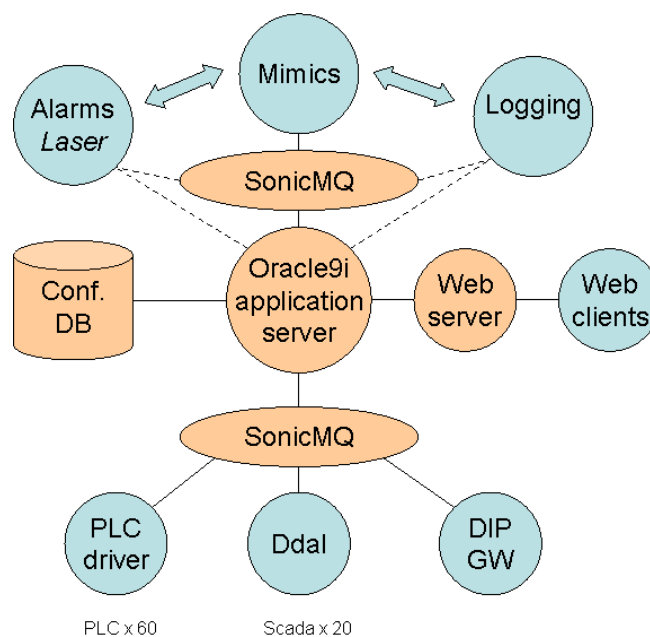 Mimics
Alarms
Laser
Logging
SonicMQ
Oracle9i
application
server
Conf.
DB
Web
server
Web
clients
SonicMQ
PLC
driver
Ddal
DIP
GW
PLC x 60
Scada x 20